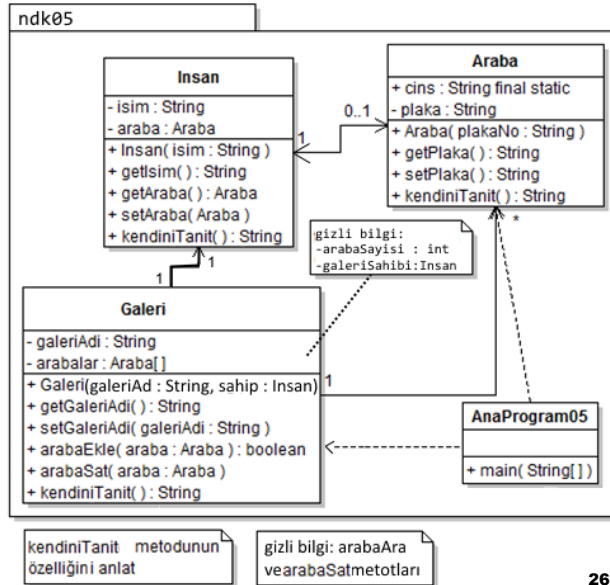 ndk05
Insan
- isim : String
- araba : Araba
+ Insan( isim : String )
+ getIsim( ) : String
+ getAraba( ) : Araba
+ setAraba( Araba )
+ kendiniTanit( ) : String
Araba
+ cins : String final static
- plaka : String
+ Araba( plakaNo : String )
+ getPlaka( ) : String
+ setPlaka( ) : String
+ kendiniTanit( ) : String
0..1
1
*
gizli bilgi:
-arabaSayisi : int
-galeriSahibi:Insan
1
1
Galeri
- galeriAdi : String
- arabalar : Araba[ ]
+ Galeri(galeriAd : String, sahip : Insan)
+ getGaleriAdi( ) : String
+ setGaleriAdi( galeriAdi : String )
+ arabaEkle( araba : Araba ) : boolean
+ arabaSat( araba : Araba )
+ kendiniTanit( ) : String
1
AnaProgram05
+ main( String[ ] )
kendiniTanit metodunun
özelliğini anlat
gizli bilgi: arabaAra
vearabaSatmetotları
26